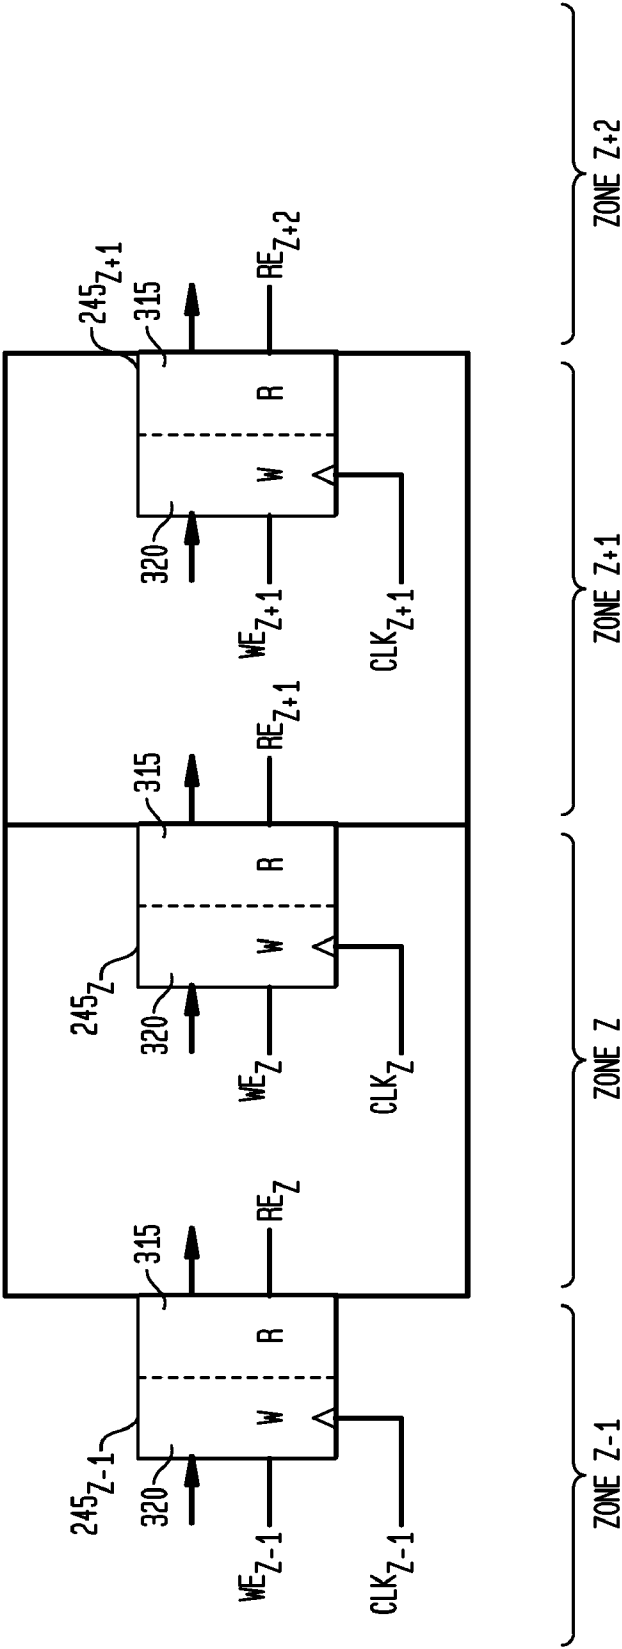 245Z-1
320
315
W
R
WEZ-1
REZ
CLKZ-1
245Z
320
315
W
R
WEZ
REZ+1
CLKZ
245Z+1
320
315
W
R
WEZ+1
REZ+2
CLKZ+1
ZONE Z-1
ZONE Z
ZONE Z+1
ZONE Z+2